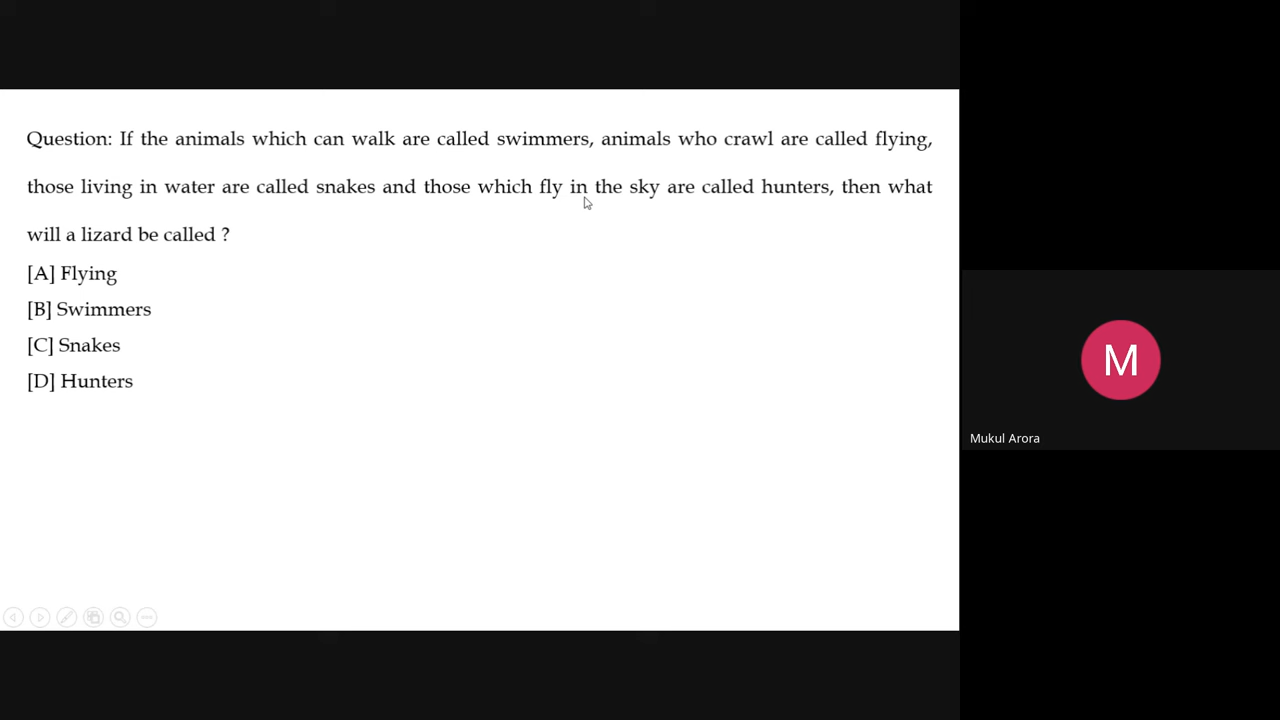 Question: If the animals which can walk are called swimmers, animals who crawl are called flying,
those living in water are called snakes and those which fly in the sky are called hunters, then what
will a lizard be called ?
[A] Flying
[B] Swimmers
[C] Snakes
[D] Hunters
M
Mukul Arora